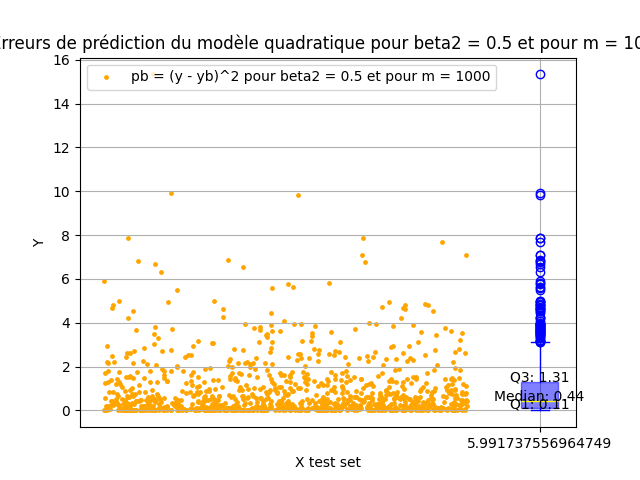 rreurs de prédiction du modèle quadratique pour beta2 = 0.5 et pour m = 10
pb = (y - yb)^2 pour beta2 = 0.5 et pour m = 1000
16
14
12
10
8
6
4
2
0
Y
Q3: 1.31
Median: 0.44
Q1: 0.11
5.991737556964749
X test set